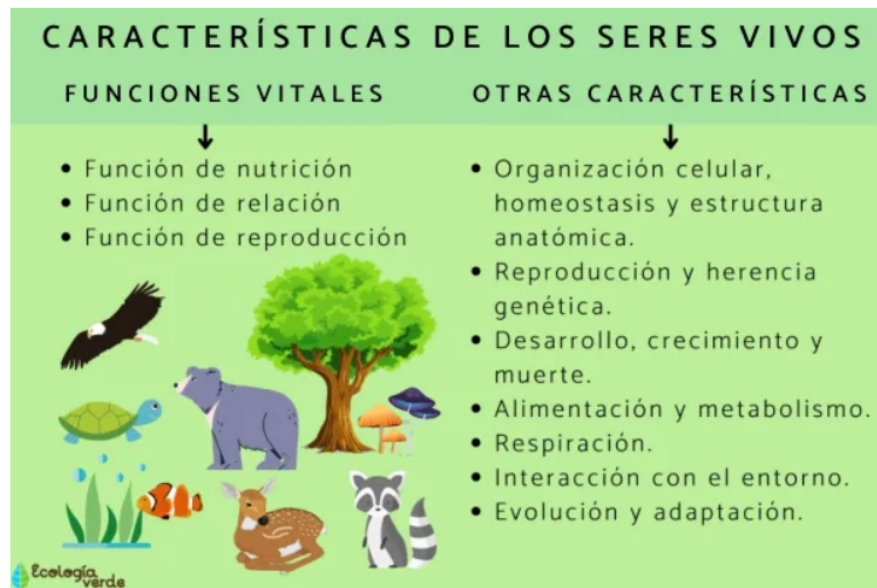 CARACTERÍSTICAS DE LOS SERES VIVOS
FUNCIONES VITALES
• Función de nutrición
• Función de relación
• Función de reproducción
OTRAS CARACTERÍSTICAS
• Organización celular,
homeostasis y estructura
anatómica.
• Reproducción y herencia
genética.
• Desarrollo, crecimiento y
muerte.
• Alimentación y metabolismo.
• Respiración.
• Interacción con el entorno.
• Evolución y adaptación.
Ecología
verde